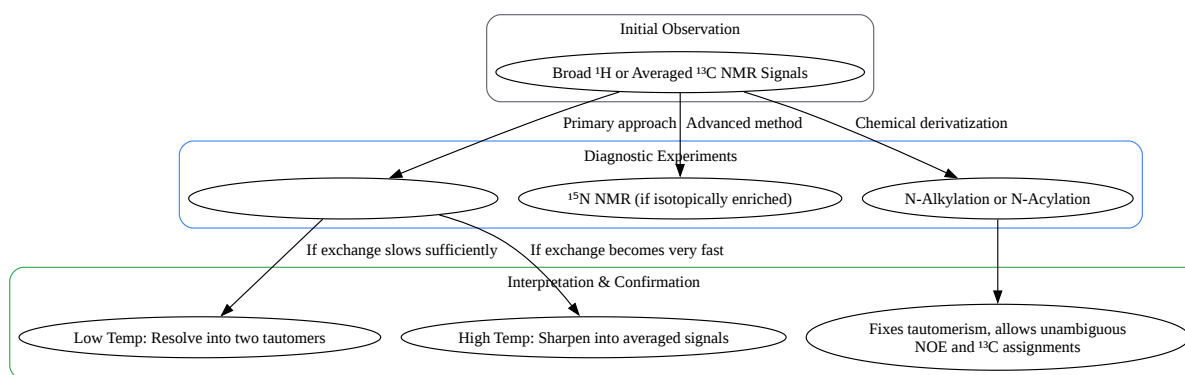 Initial Observation
Broad ¹H or Averaged ¹³C NMR Signals
Primary approach
Advanced method
Chemical derivatization
Diagnostic Experiments
¹⁵N NMR (if isotopically enriched)
N-Alkylation or N-Acylation
If exchange slows sufficiently
If exchange becomes very fast
Interpretation & Confirmation
Low Temp: Resolve into two tautomers
High Temp: Sharpen into averaged signals
Fixes tautomerism, allows unambiguous
NOE and ¹³C assignments